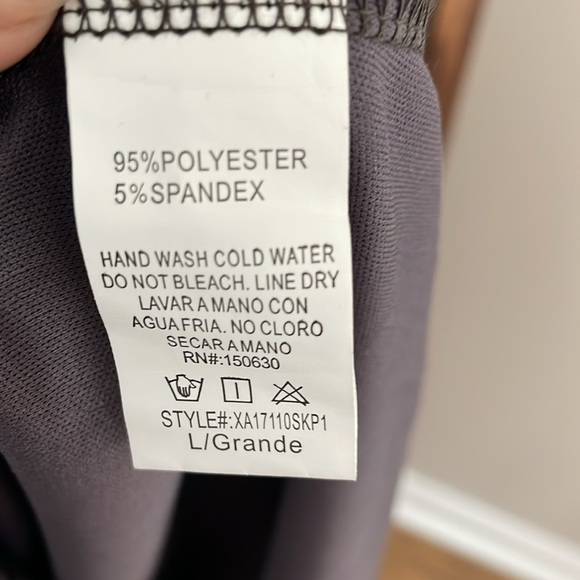 95%POLYESTER
5%SPANDEX
HAND WASH COLD WATER
DO NOT BLEACH. LINE DRY
LAVAR A MANO CON
AGUA FRIA. NO CLORO
SECAR A MANO
RN#:150630
STYLE#:XA17110SKP1
L/Grande